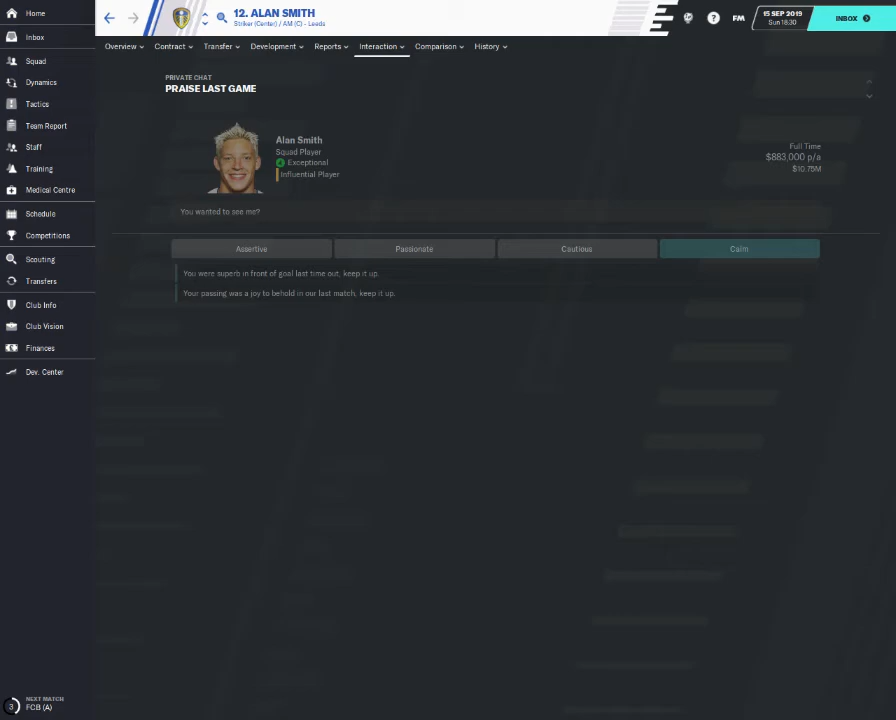 Home
12. ALAN SMITH
Striker (Center) / AM (C) - Leeds
?
FM
15 SEP 2019
Sun 18:30
INBOX
Inbox
Overview
Contract
Transfer
Development
Reports
Interaction
Comparison
History
Squad
Dynamics
Tactics
Team Report
Staff
Training
Medical Centre
Schedule
Competitions
Scouting
Transfers
Club Info
Club Vision
Finances
Dev. Center
PRIVATE CHAT
PRAISE LAST GAME
Alan Smith
Squad Player
Exceptional
Influential Player
Full Time
$883,000 p/a
$10.75M
You wanted to see me?
Assertive
Passionate
Cautious
Calm
You were superb in front of goal last time out, keep it up.
Your passing was a joy to behold in our last match, keep it up.
3
NEXT MATCH
FCB (A)